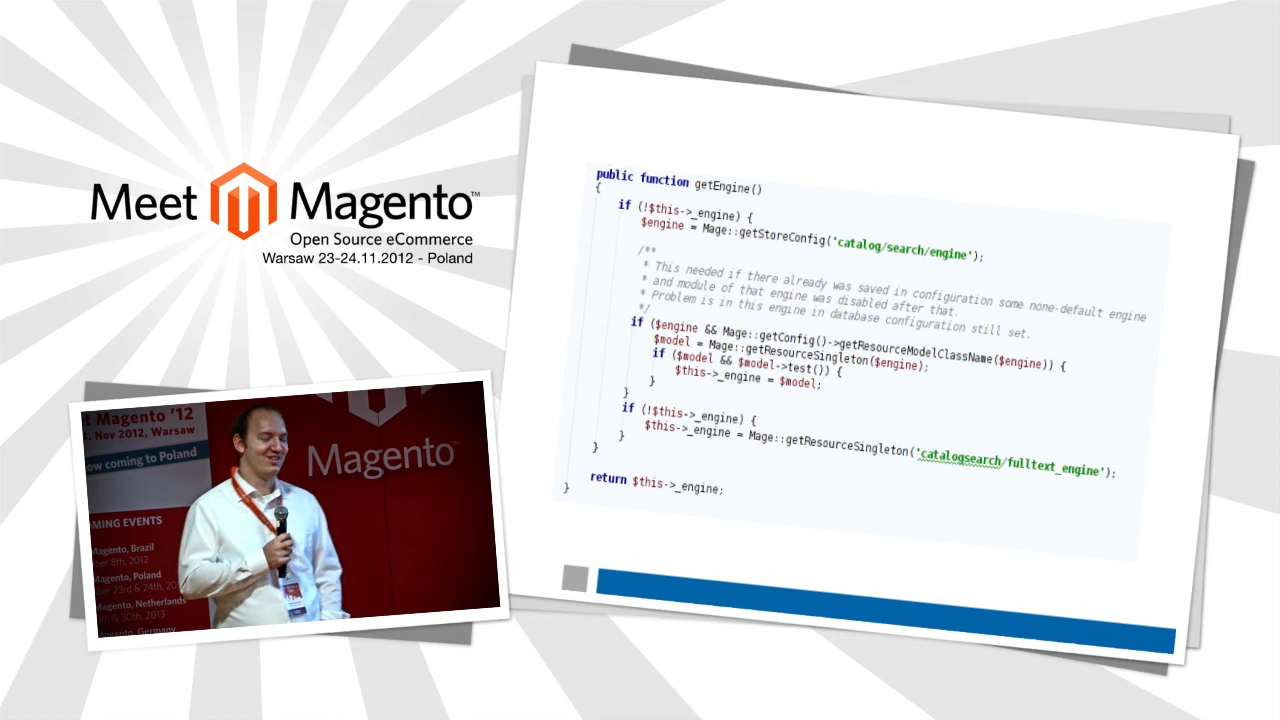 Meet Magento™
Open Source eCommerce
Warsaw 23-24.11.2012 - Poland
public function getEngine()
{
if (!$this->_engine) {
$engine = Mage::getStoreConfig('catalog/search/engine');
/**
* This needed if there already was saved in configuration some none-default engine
* and module of that engine was disabled after that.
* Problem is in this engine in database configuration still set.
*/
if ($engine && Mage::getConfig()->getResourceModelClassName($engine)) {
$model = Mage::getResourceSingleton($engine);
if ($model && $model->test()) {
$this->_engine = $model;
}
}
if (!$this->_engine) {
$this->_engine = Mage::getResourceSingleton('catalogsearch/fulltext_engine');
}
}
return $this->_engine;
}
Magento '12
Nov 2012, Warsaw
coming to Poland
Magento™
EVENTS
Magento, Brazil
8th, 2012
Magento, Poland
23rd & 24th, 20
Magento, Netherlands
& 30th, 2013
Magento, Germany